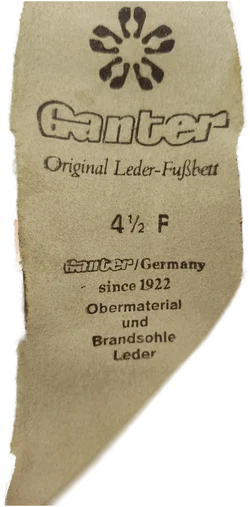 Ganter
Original Leder-Fußbett
4½ F
Ganter/Germany
since 1922
Obermaterial
und
Brandsohle
Leder